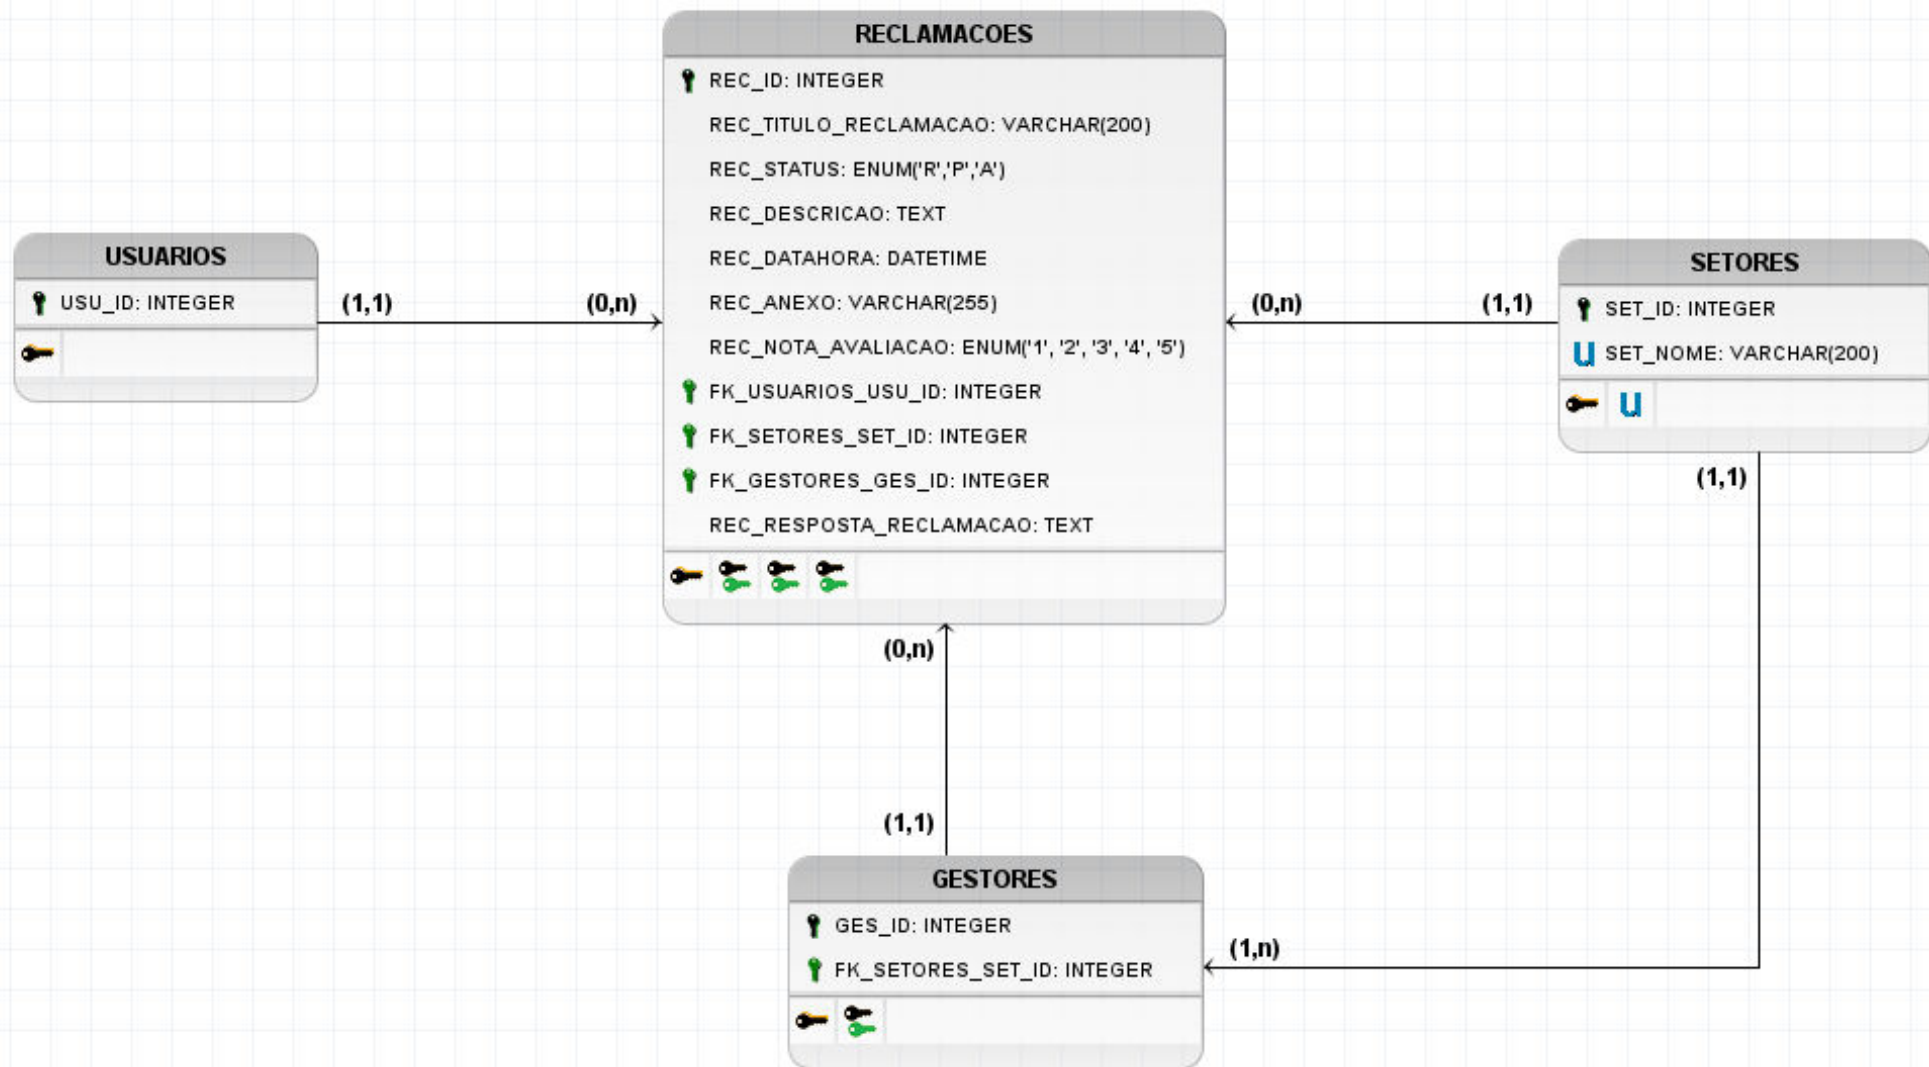 RECLAMACOES
REC_ID: INTEGER
REC_TITULO_RECLAMACAO: VARCHAR(200)
REC_STATUS: ENUM('R','P','A')
REC_DESCRICAO: TEXT
REC_DATAHORA: DATETIME
REC_ANEXO: VARCHAR(255)
REC_NOTA_AVALIACAO: ENUM('1', '2', '3', '4', '5')
FK_USUARIOS_USU_ID: INTEGER
FK_SETORES_SET_ID: INTEGER
FK_GESTORES_GES_ID: INTEGER
REC_RESPOSTA_RECLAMACAO: TEXT
USUARIOS
USU_ID: INTEGER
(1,1)
(0,n)
(0,n)
(1,1)
SETORES
SET_ID: INTEGER
U SET_NOME: VARCHAR(200)
U
(1,1)
(0,n)
(1,1)
GESTORES
GES_ID: INTEGER
FK_SETORES_SET_ID: INTEGER
(1,n)